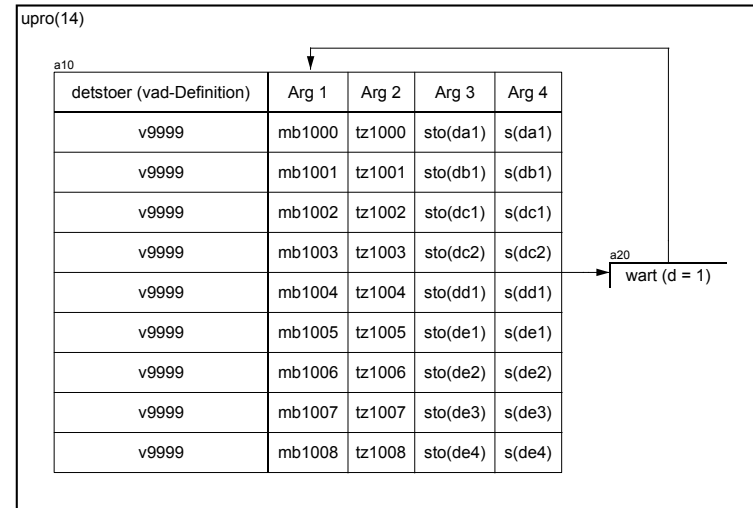 upro(14)
a10
detstoer (vad-Definition) Arg 1 Arg 2 Arg 3 Arg 4
v9999 mb1000 tz1000 sto(da1) s(da1)
v9999 mb1001 tz1001 sto(db1) s(db1)
v9999 mb1002 tz1002 sto(dc1) s(dc1)
v9999 mb1003 tz1003 sto(dc2) s(dc2)
a20
wart (d = 1)
v9999 mb1004 tz1004 sto(dd1) s(dd1)
v9999 mb1005 tz1005 sto(de1) s(de1)
v9999 mb1006 tz1006 sto(de2) s(de2)
v9999 mb1007 tz1007 sto(de3) s(de3)
v9999 mb1008 tz1008 sto(de4) s(de4)